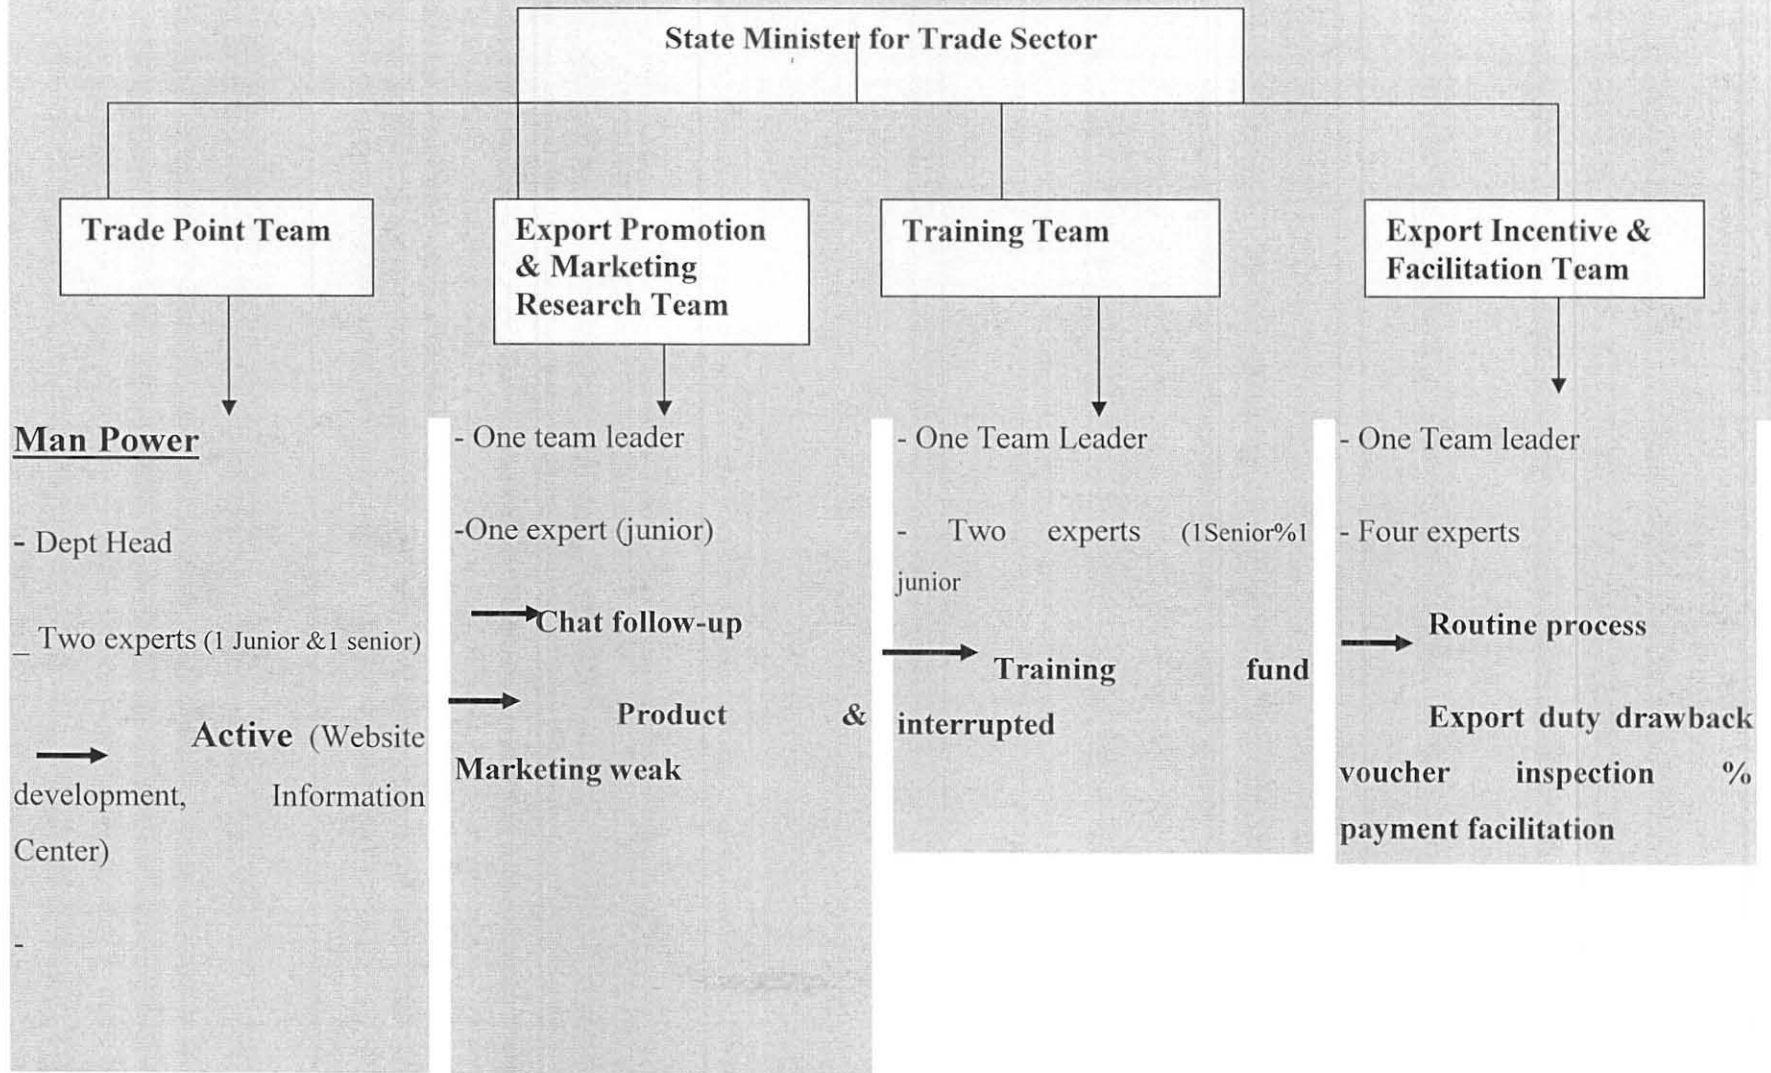 State Minister for Trade Sector
Trade Point Team
Export Promotion
& Marketing
Research Team
Training Team
Export Incentive &
Facilitation Team
Man Power
- Dept Head
_ Two experts (1 Junior &1 senior)
Active (Website
development, Information
Center)
-
- One team leader
-One expert (junior)
Chat follow-up
Product &
Marketing weak
- One Team Leader
- Two experts (1Senior%1
junior
Training fund
interrupted
- One Team leader
- Four experts
Routine process
Export duty drawback
voucher inspection %
payment facilitation